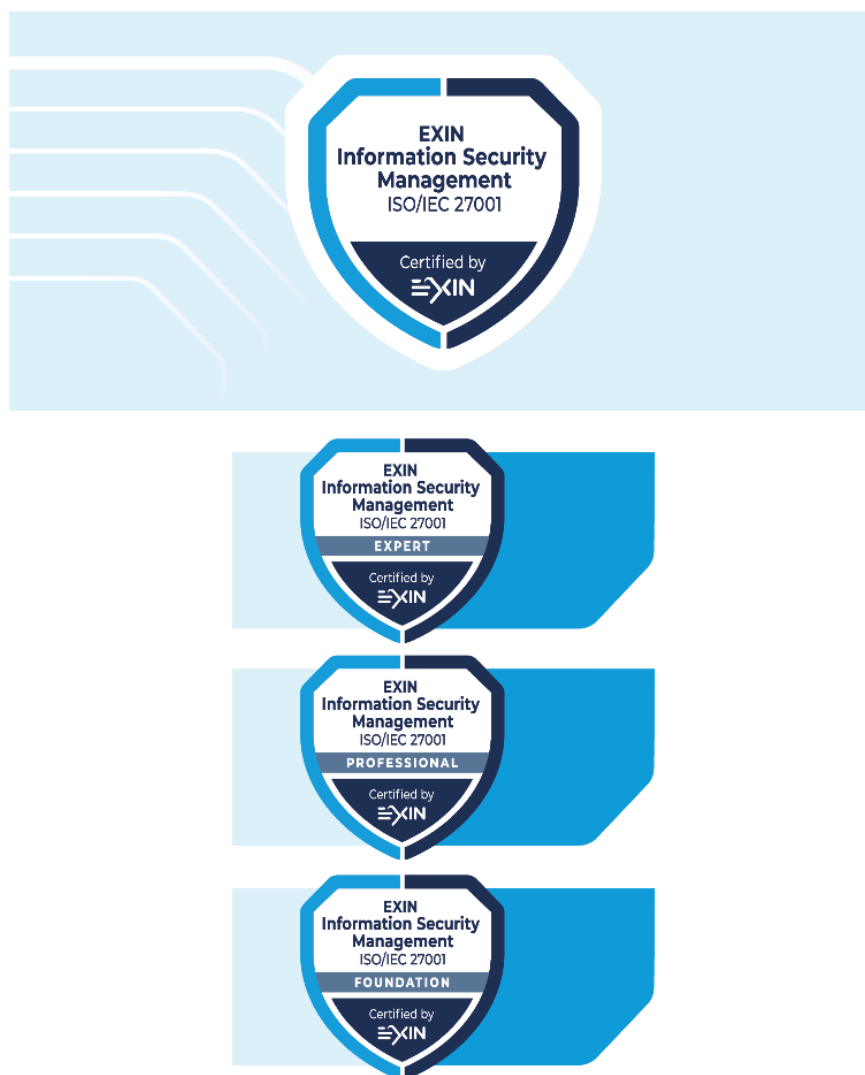 EXIN
Information Security
Management
ISO/IEC 27001
Certified by
EXIN
EXIN
Information Security
Management
ISO/IEC 27001
EXPERT
Certified by
EXIN
EXIN
Information Security
Management
ISO/IEC 27001
PROFESSIONAL
Certified by
EXIN
EXIN
Information Security
Management
ISO/IEC 27001
FOUNDATION
Certified by
EXIN